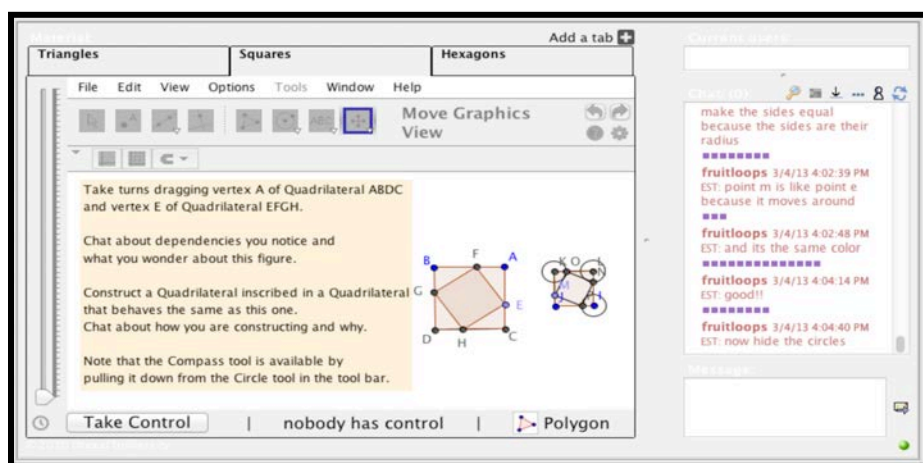 Material
Add a tab
Triangles
Squares
Hexagons
File Edit View Options Tools Window Help
ABC
Move Graphics
View
Take turns dragging vertex A of Quadrilateral ABDC
and vertex E of Quadrilateral EFGH.
Chat about dependencies you notice and
what you wonder about this figure.
Construct a Quadrilateral inscribed in a Quadrilateral
that behaves the same as this one.
Chat about how you are constructing and why.
Note that the Compass tool is available by
pulling it down from the Circle tool in the tool bar.
B
F
A
G
E
D
H
C
K
O
L
N
M
J
I
Take Control
| nobody has control |
Polygon
Current users
make the sides equal
because the sides are their
radius
fruitloops 3/4/13 4:02:39 PM
EST: point m is like point e
because it moves around
fruitloops 3/4/13 4:02:48 PM
EST: and its the same color
fruitloops 3/4/13 4:04:14 PM
EST: good!!
fruitloops 3/4/13 4:04:40 PM
EST: now hide the circles
Message: